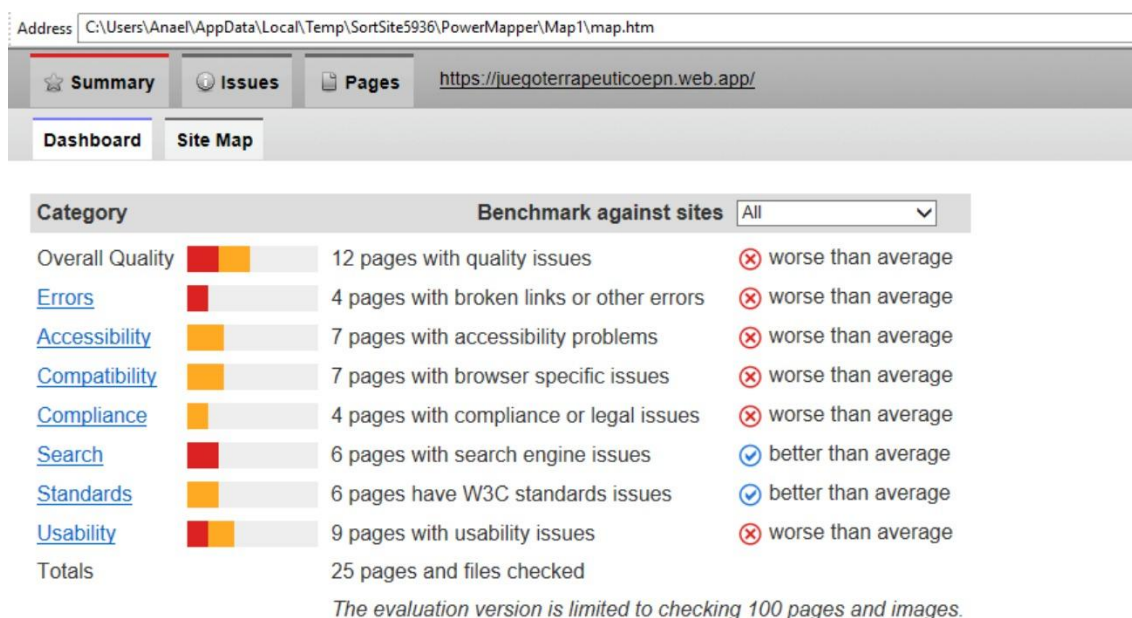 Address C:\Users\Anael\AppData\Local\Temp\SortSite5936\PowerMapper\Map1\map.htm
Summary Issues Pages https://juegoterrapeuticoepn.web.app/
Dashboard Site Map
Category Benchmark against sites All
Overall Quality 12 pages with quality issues worse than average
Errors 4 pages with broken links or other errors worse than average
Accessibility 7 pages with accessibility problems worse than average
Compatibility 7 pages with browser specific issues worse than average
Compliance 4 pages with compliance or legal issues worse than average
Search 6 pages with search engine issues better than average
Standards 6 pages have W3C standards issues better than average
Usability 9 pages with usability issues worse than average
Totals 25 pages and files checked
The evaluation version is limited to checking 100 pages and images.